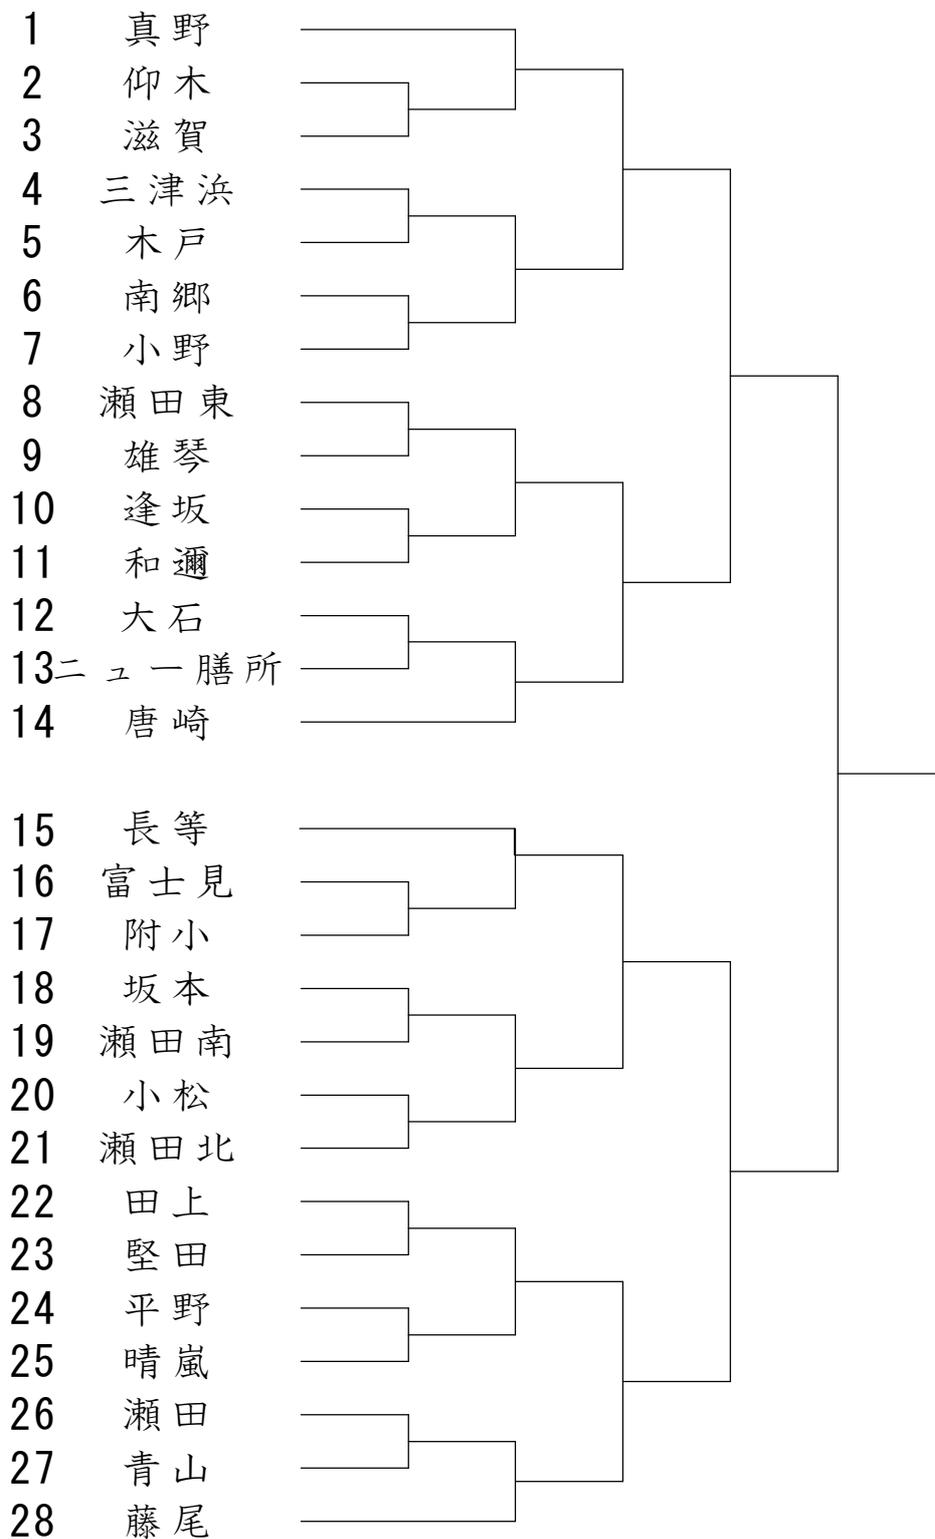 1 真野
2 仰木
3 滋賀
4 三津浜
5 木戸
6 南郷
7 小野
8 瀬田東
9 雄琴
10 逢坂
11 和邇
12 大石
13 ニュー膳所
14 唐崎
15 長等
16 富士見
17 附小
18 坂本
19 瀬田南
20 小松
21 瀬田北
22 田上
23 堅田
24 平野
25 晴嵐
26 瀬田
27 青山
28 藤尾